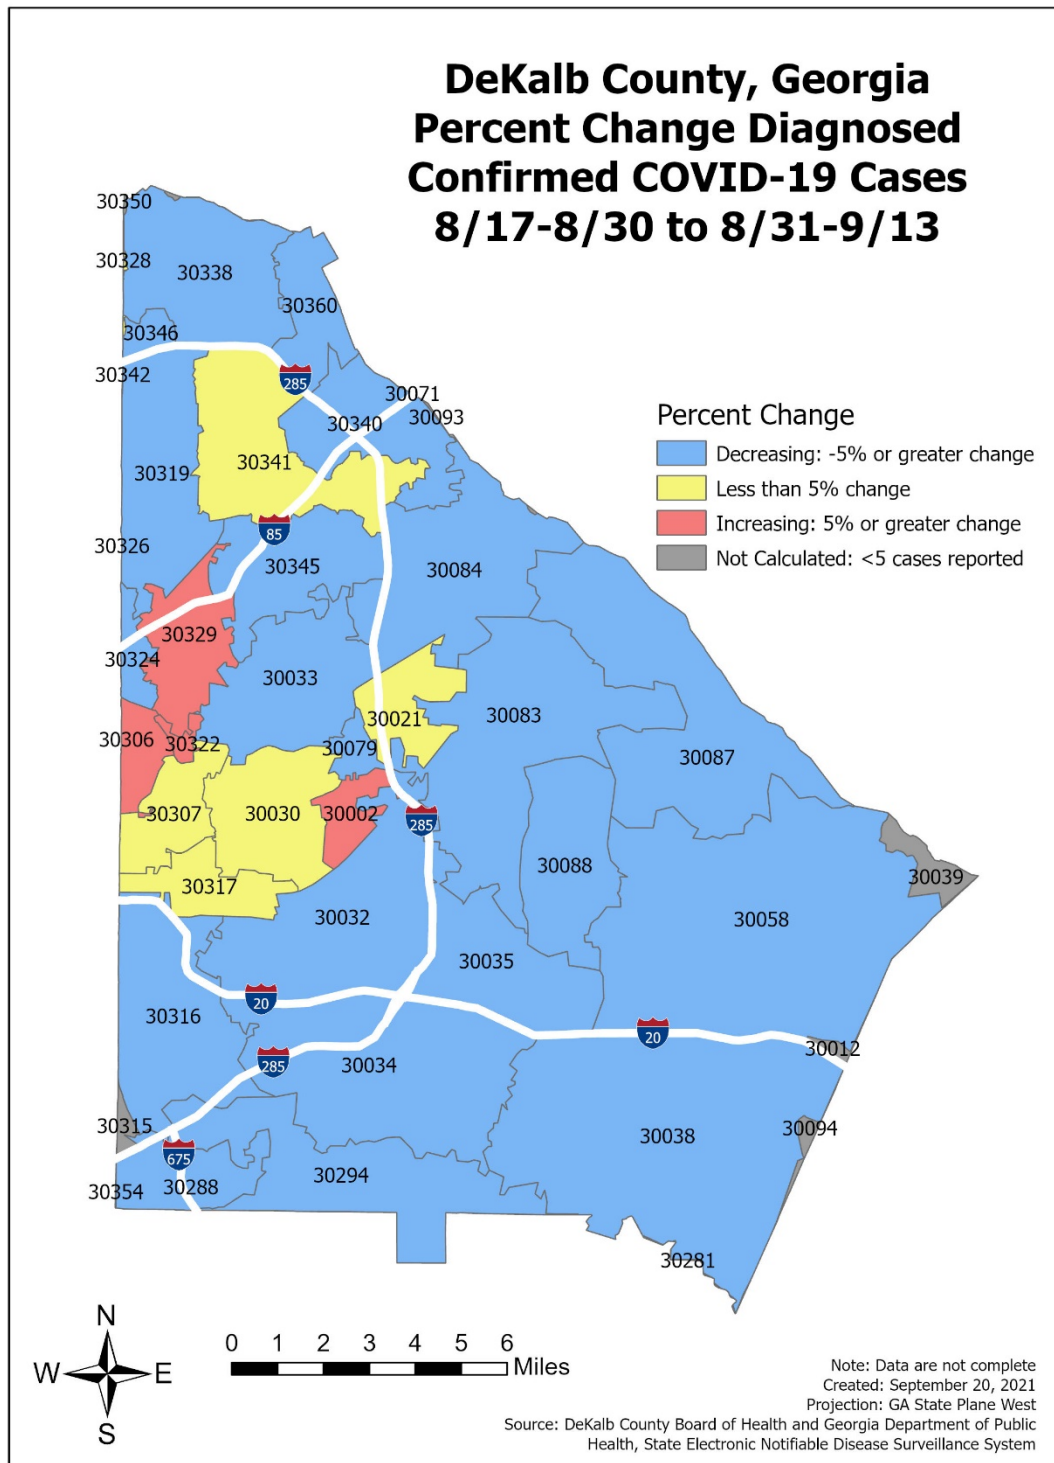 DeKalb County, Georgia
Percent Change Diagnosed
Confirmed COVID-19 Cases
8/17-8/30 to 8/31-9/13
30350
30328
30338
30360
30346
30342
285
30071
30093
30340
30341
30319
85
30326
30345
30084
30329
30324
30033
30021
30083
30306
30322
30079
30087
30307
30030
30002
285
30088
30039
30317
30032
30058
30035
20
30316
20
30012
285
30034
30315
30038
30094
675
30354
30288
30294
30281
Percent Change
Decreasing: -5% or greater change
Less than 5% change
Increasing: 5% or greater change
Not Calculated: <5 cases reported
N
W
E
S
0 1 2 3 4 5 6
Miles
Note: Data are not complete
Created: September 20, 2021
Projection: GA State Plane West
Source: DeKalb County Board of Health and Georgia Department of Public
Health, State Electronic Notifiable Disease Surveillance System